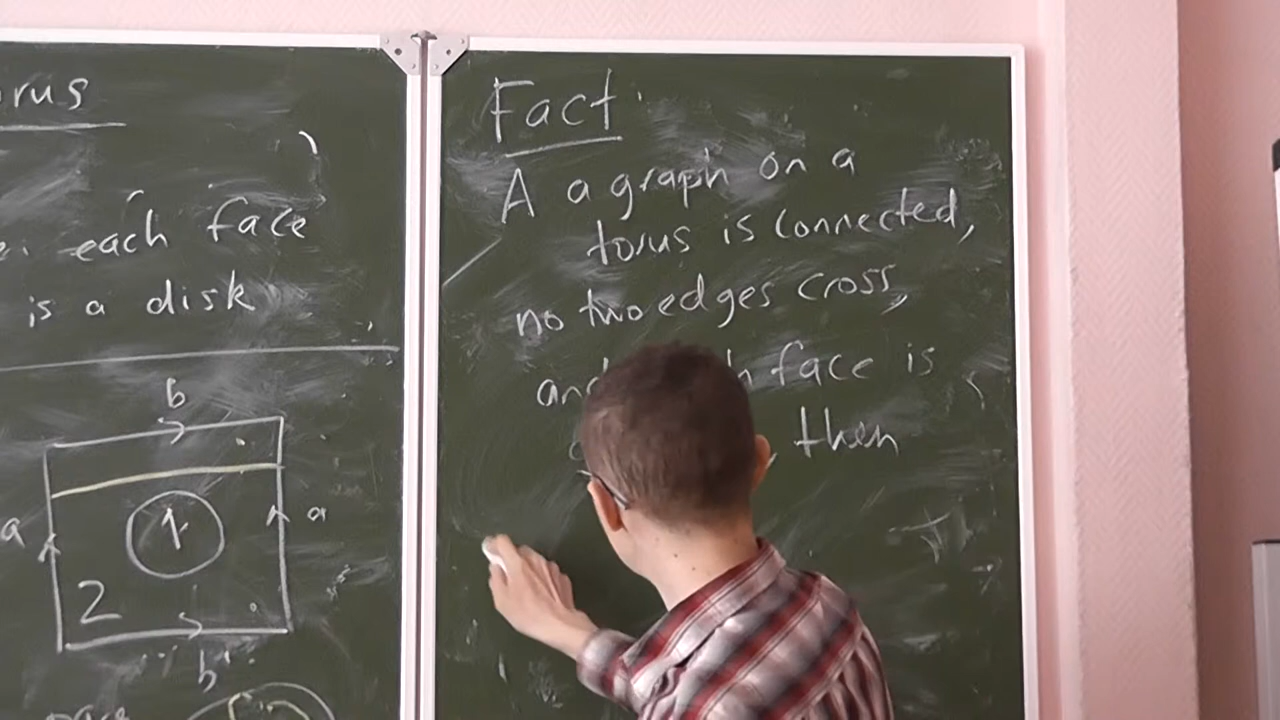 rus
each face
is a disk
b
a
1
a
2
b
Fact
A a graph on a
torus is connected,
no two edges cross,
face is
then